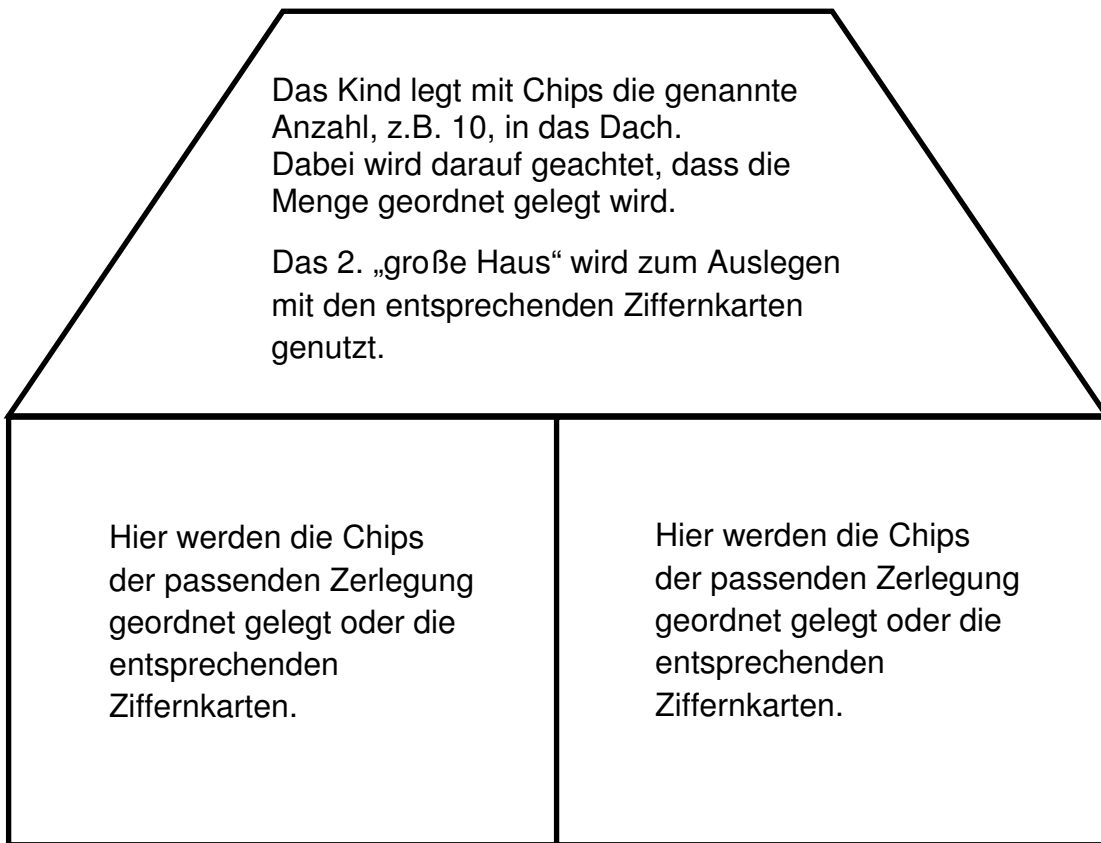 Das Kind legt mit Chips die genannte
Anzahl, z.B. 10, in das Dach.
Dabei wird darauf geachtet, dass die
Menge geordnet gelegt wird.
Das 2. „große Haus“ wird zum Auslegen
mit den entsprechenden Ziffernkarten
genutzt.
Hier werden die Chips
der passenden Zerlegung
geordnet gelegt oder die
entsprechenden
Ziffernkarten.
Hier werden die Chips
der passenden Zerlegung
geordnet gelegt oder die
entsprechenden
Ziffernkarten.